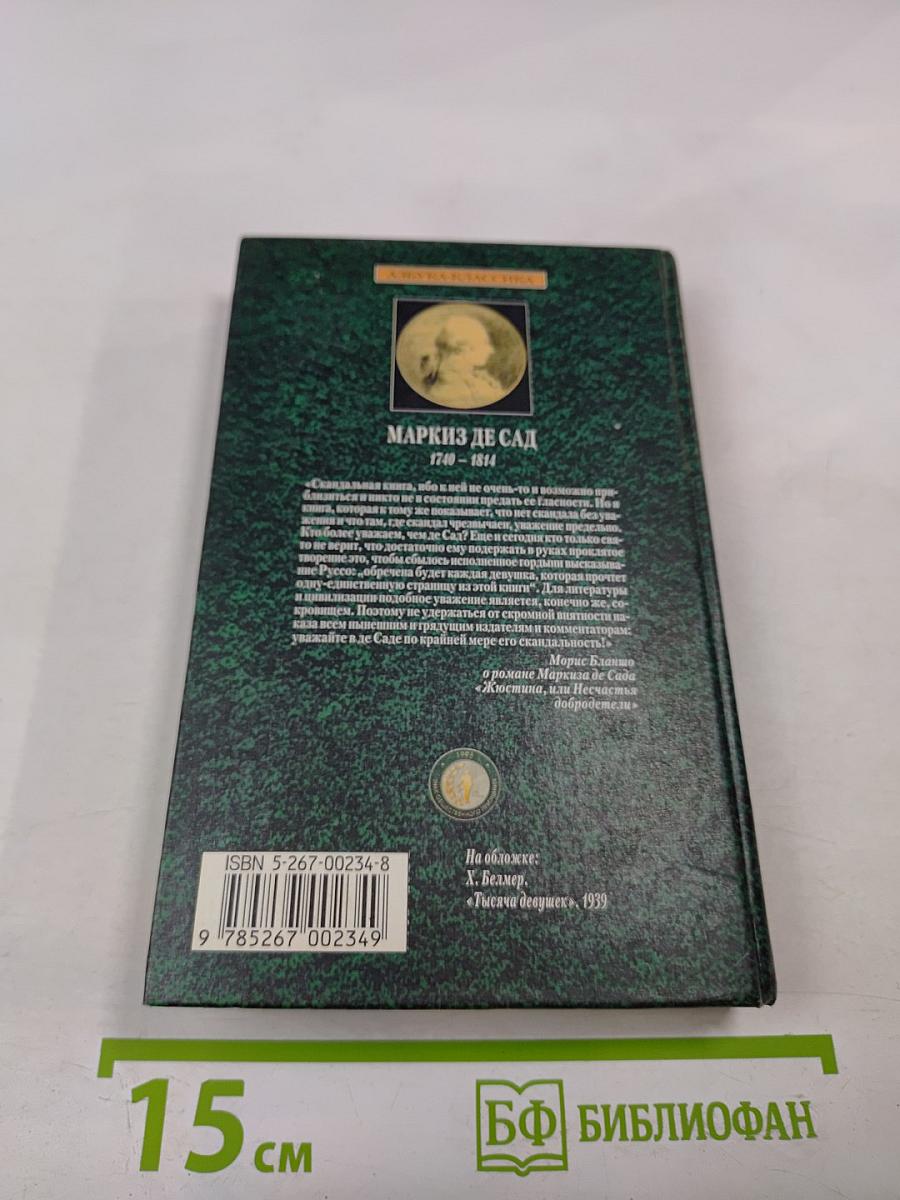 АЗБУКА-КЛАССИКА
МАРКИЗ ДЕ САД
1740 – 1814
«Скандальная книга, ибо к ней не очень-то и возможно при-
близиться и никто не в состоянии предать ее гласности. Но и
книга, которая к тому же показывает, что нет скандала без ува-
жения и что там, где скандал чрезвычаен, уважение предельно.
Кто более уважаем, чем де Сад? Еще и сегодня кто только свя-
то не верит, что достаточно ему подержать в руках проклятое
творение это, чтобы сбылось исполненное гордыни высказыва-
ние Руссо: „обречена будет каждая девушка, которая прочтет
одну-единственную страницу из этой книги“. Для литературы
и цивилизации подобное уважение является, конечно же, со-
кровищем. Поэтому не удержаться от скромной внятности на-
каза всем нынешним и грядущим издателям и комментаторам:
уважайте в де Саде по крайней мере его скандальность!»
Морис Бланшо
о романе Маркиза де Сада
«Жюстина, или Несчастья
добродетели»
1995
ISBN 5-267-00234-8
9 785267 002349
На обложке:
Х. Белмер.
«Тысяча девушек». 1939
15 см
БФ БИБЛИОФАН